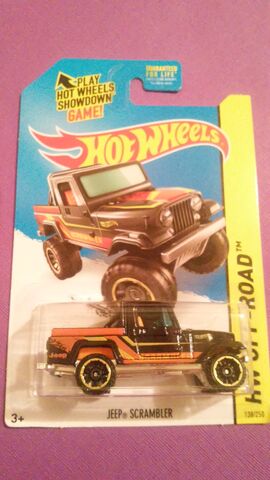 PLAY
HOT WHEELS
SHOWDOWN
GAME!
GUARANTEED
FOR LIFE
HOT WHEELS
HW OFF-ROAD™
Jeep
3+
JEEP® SCRAMBLER
138/250